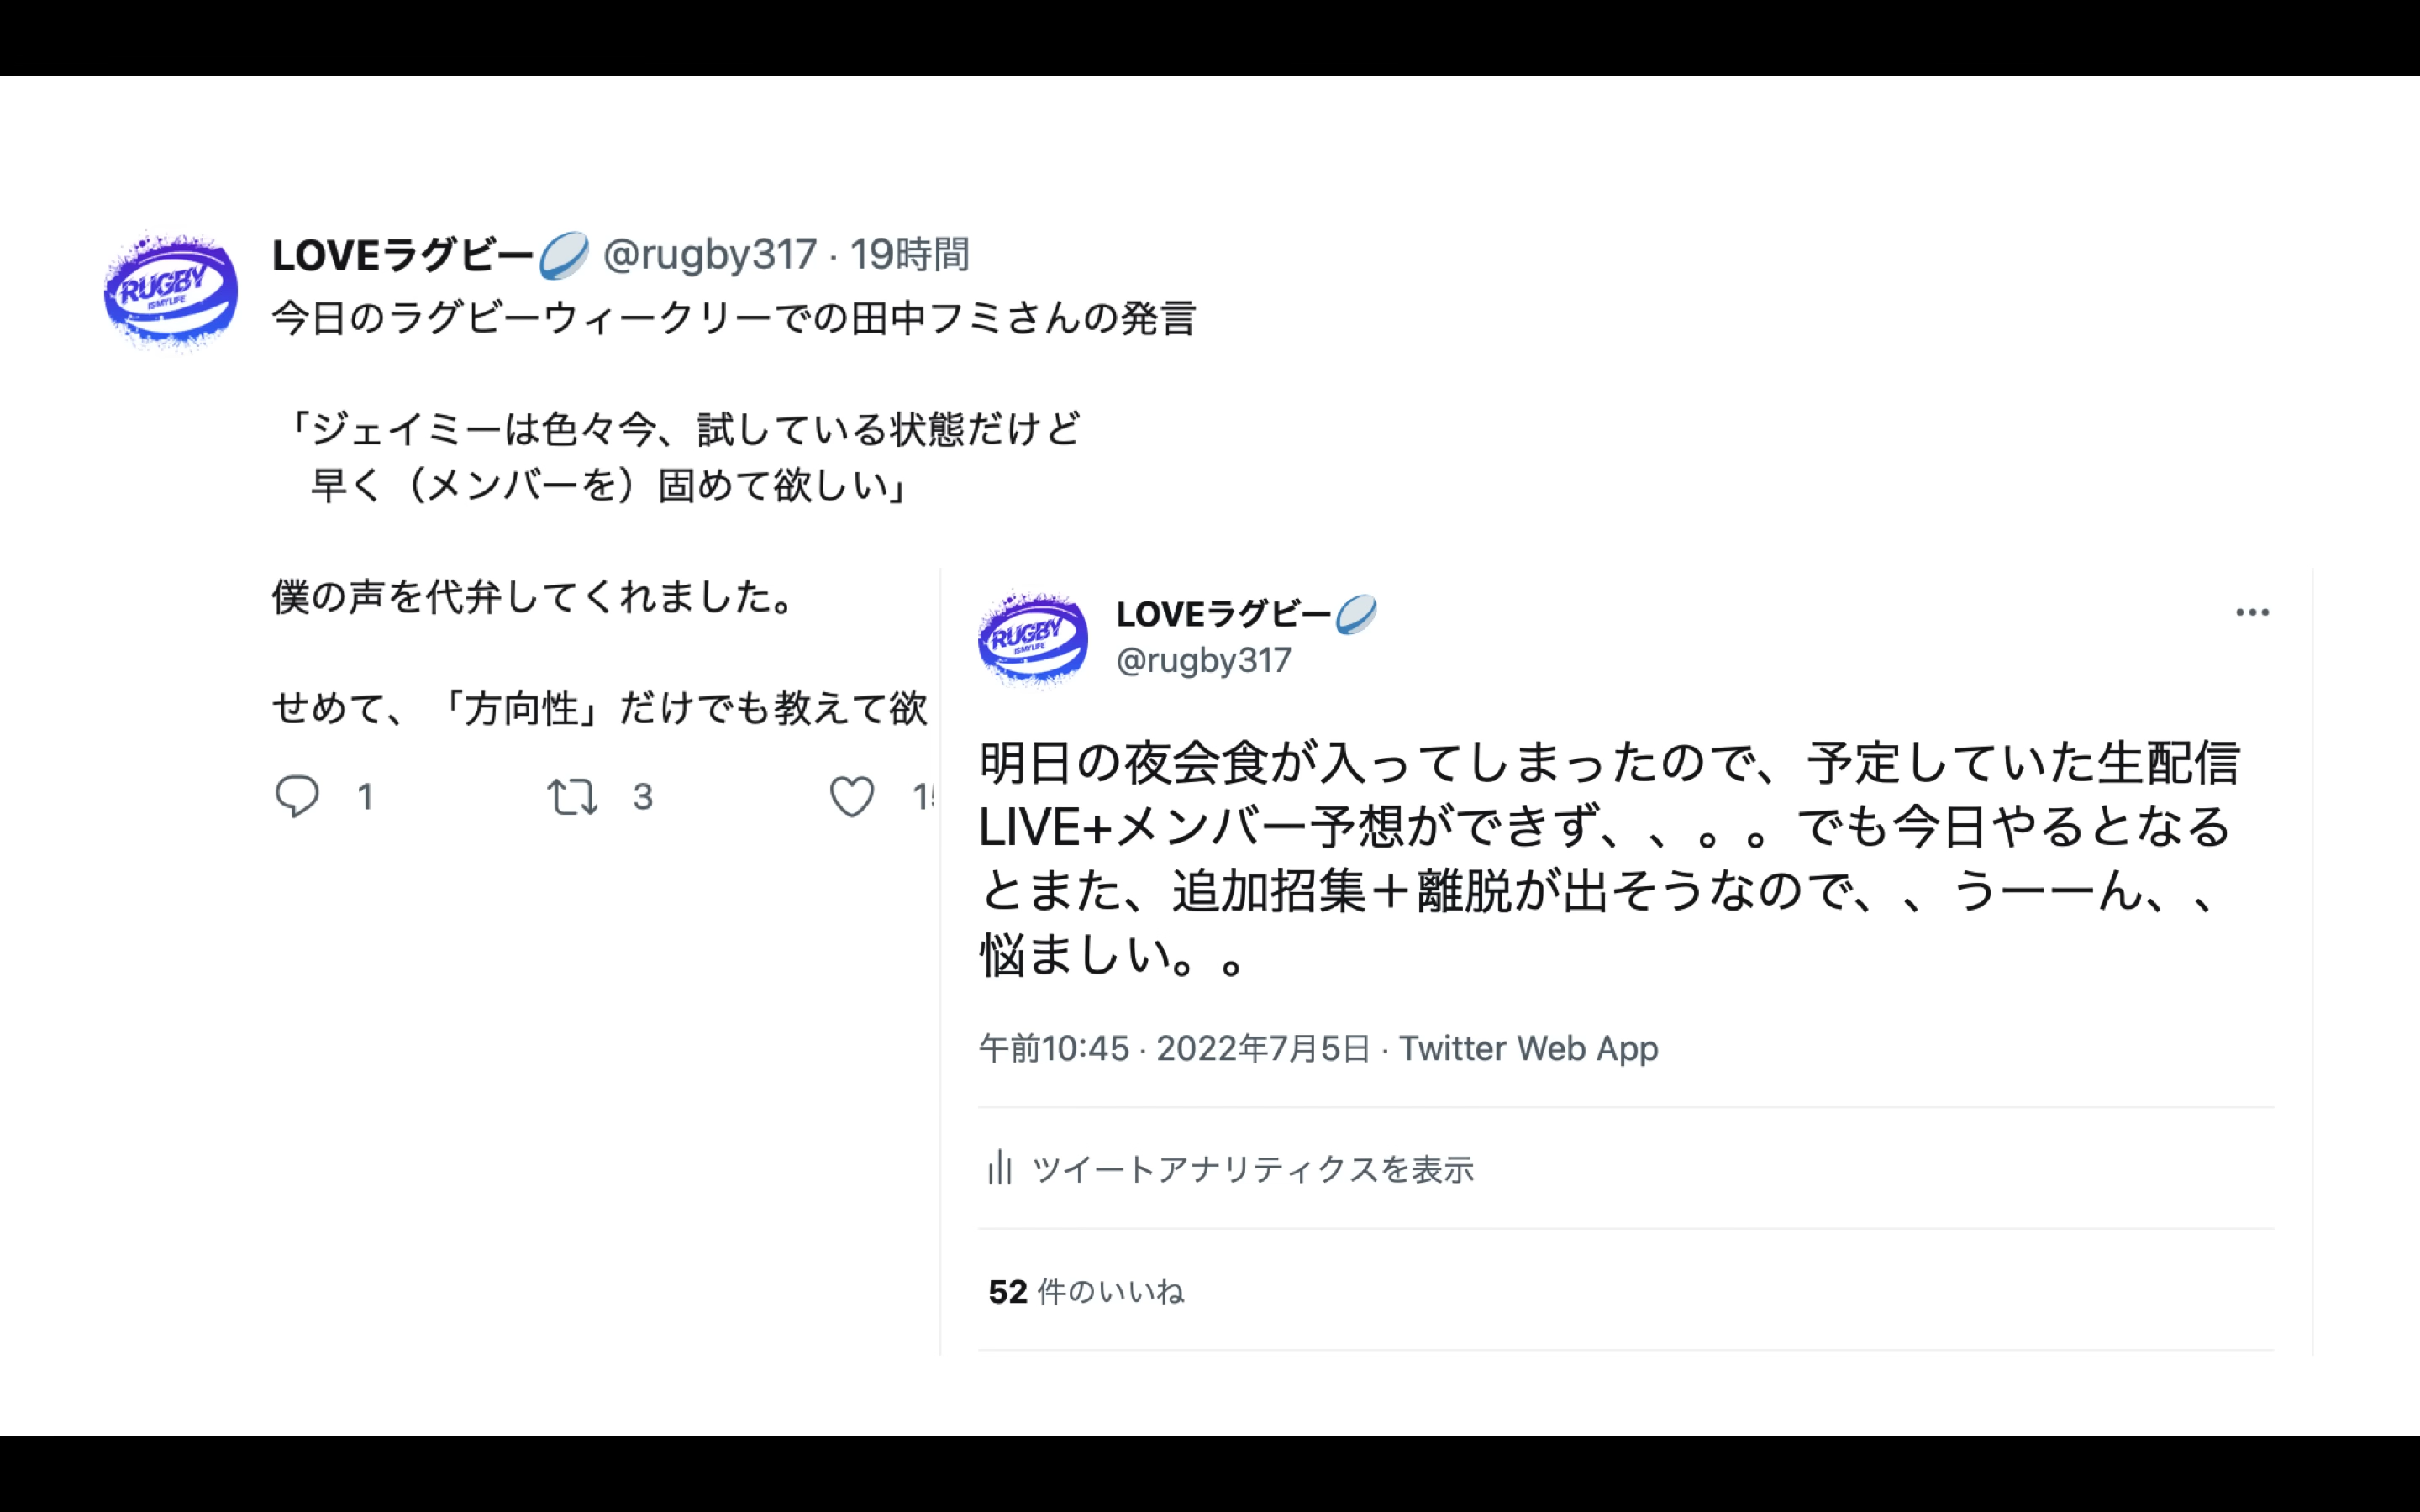 LOVEラグビー @rugby317 · 19時間
今日のラグビーウィークリーでの田中フミさんの発言
「ジェイミーは色々今、試している状態だけど
早く（メンバーを）固めて欲しい」
僕の声を代弁してくれました。
せめて、「方向性」だけでも教えて欲
1 3
RUGBY
ISMYLIFE
LOVEラグビー
@rugby317
明日の夜会食が入ってしまったので、予定していた生配信
LIVE+メンバー予想ができず、、。。でも今日やるとなる
とまた、追加招集＋離脱が出そうなので、、うーーん、、
悩ましい。。
午前10:45 · 2022年7月5日 · Twitter Web App
ツイートアナリティクスを表示
52 件のいいね
RUGBY
ISMYLIFE